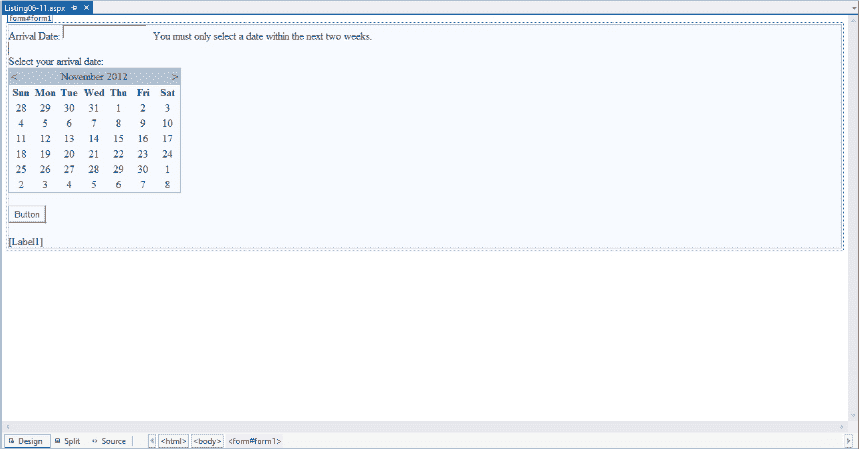 Listing06-11.aspx
form#form1
Arrival Date: You must only select a date within the next two weeks.
Select your arrival date:
< November 2012 >
Sun Mon Tue Wed Thu Fri Sat
28 29 30 31 1 2 3
4 5 6 7 8 9 10
11 12 13 14 15 16 17
18 19 20 21 22 23 24
25 26 27 28 29 30 1
2 3 4 5 6 7 8
Button
[Label1]
Design Split Source <html> <body> <form#form1>